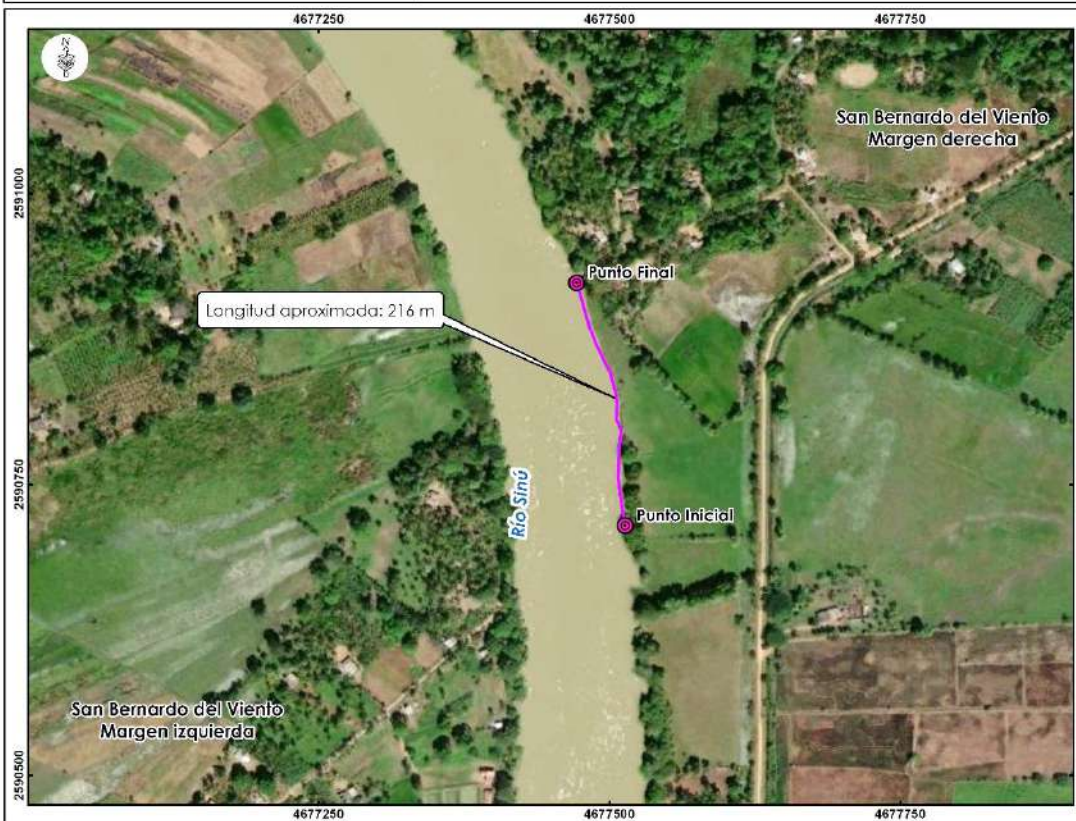 4677250 4677500 4677750
N
San Bernardo del Viento
Margen derecha
2591000
Punto Final
Longitud aproximada: 216 m
2590750
Río Sinú
Punto Inicial
San Bernardo del Viento
Margen izquierda
2590500
4677250 4677500 4677750